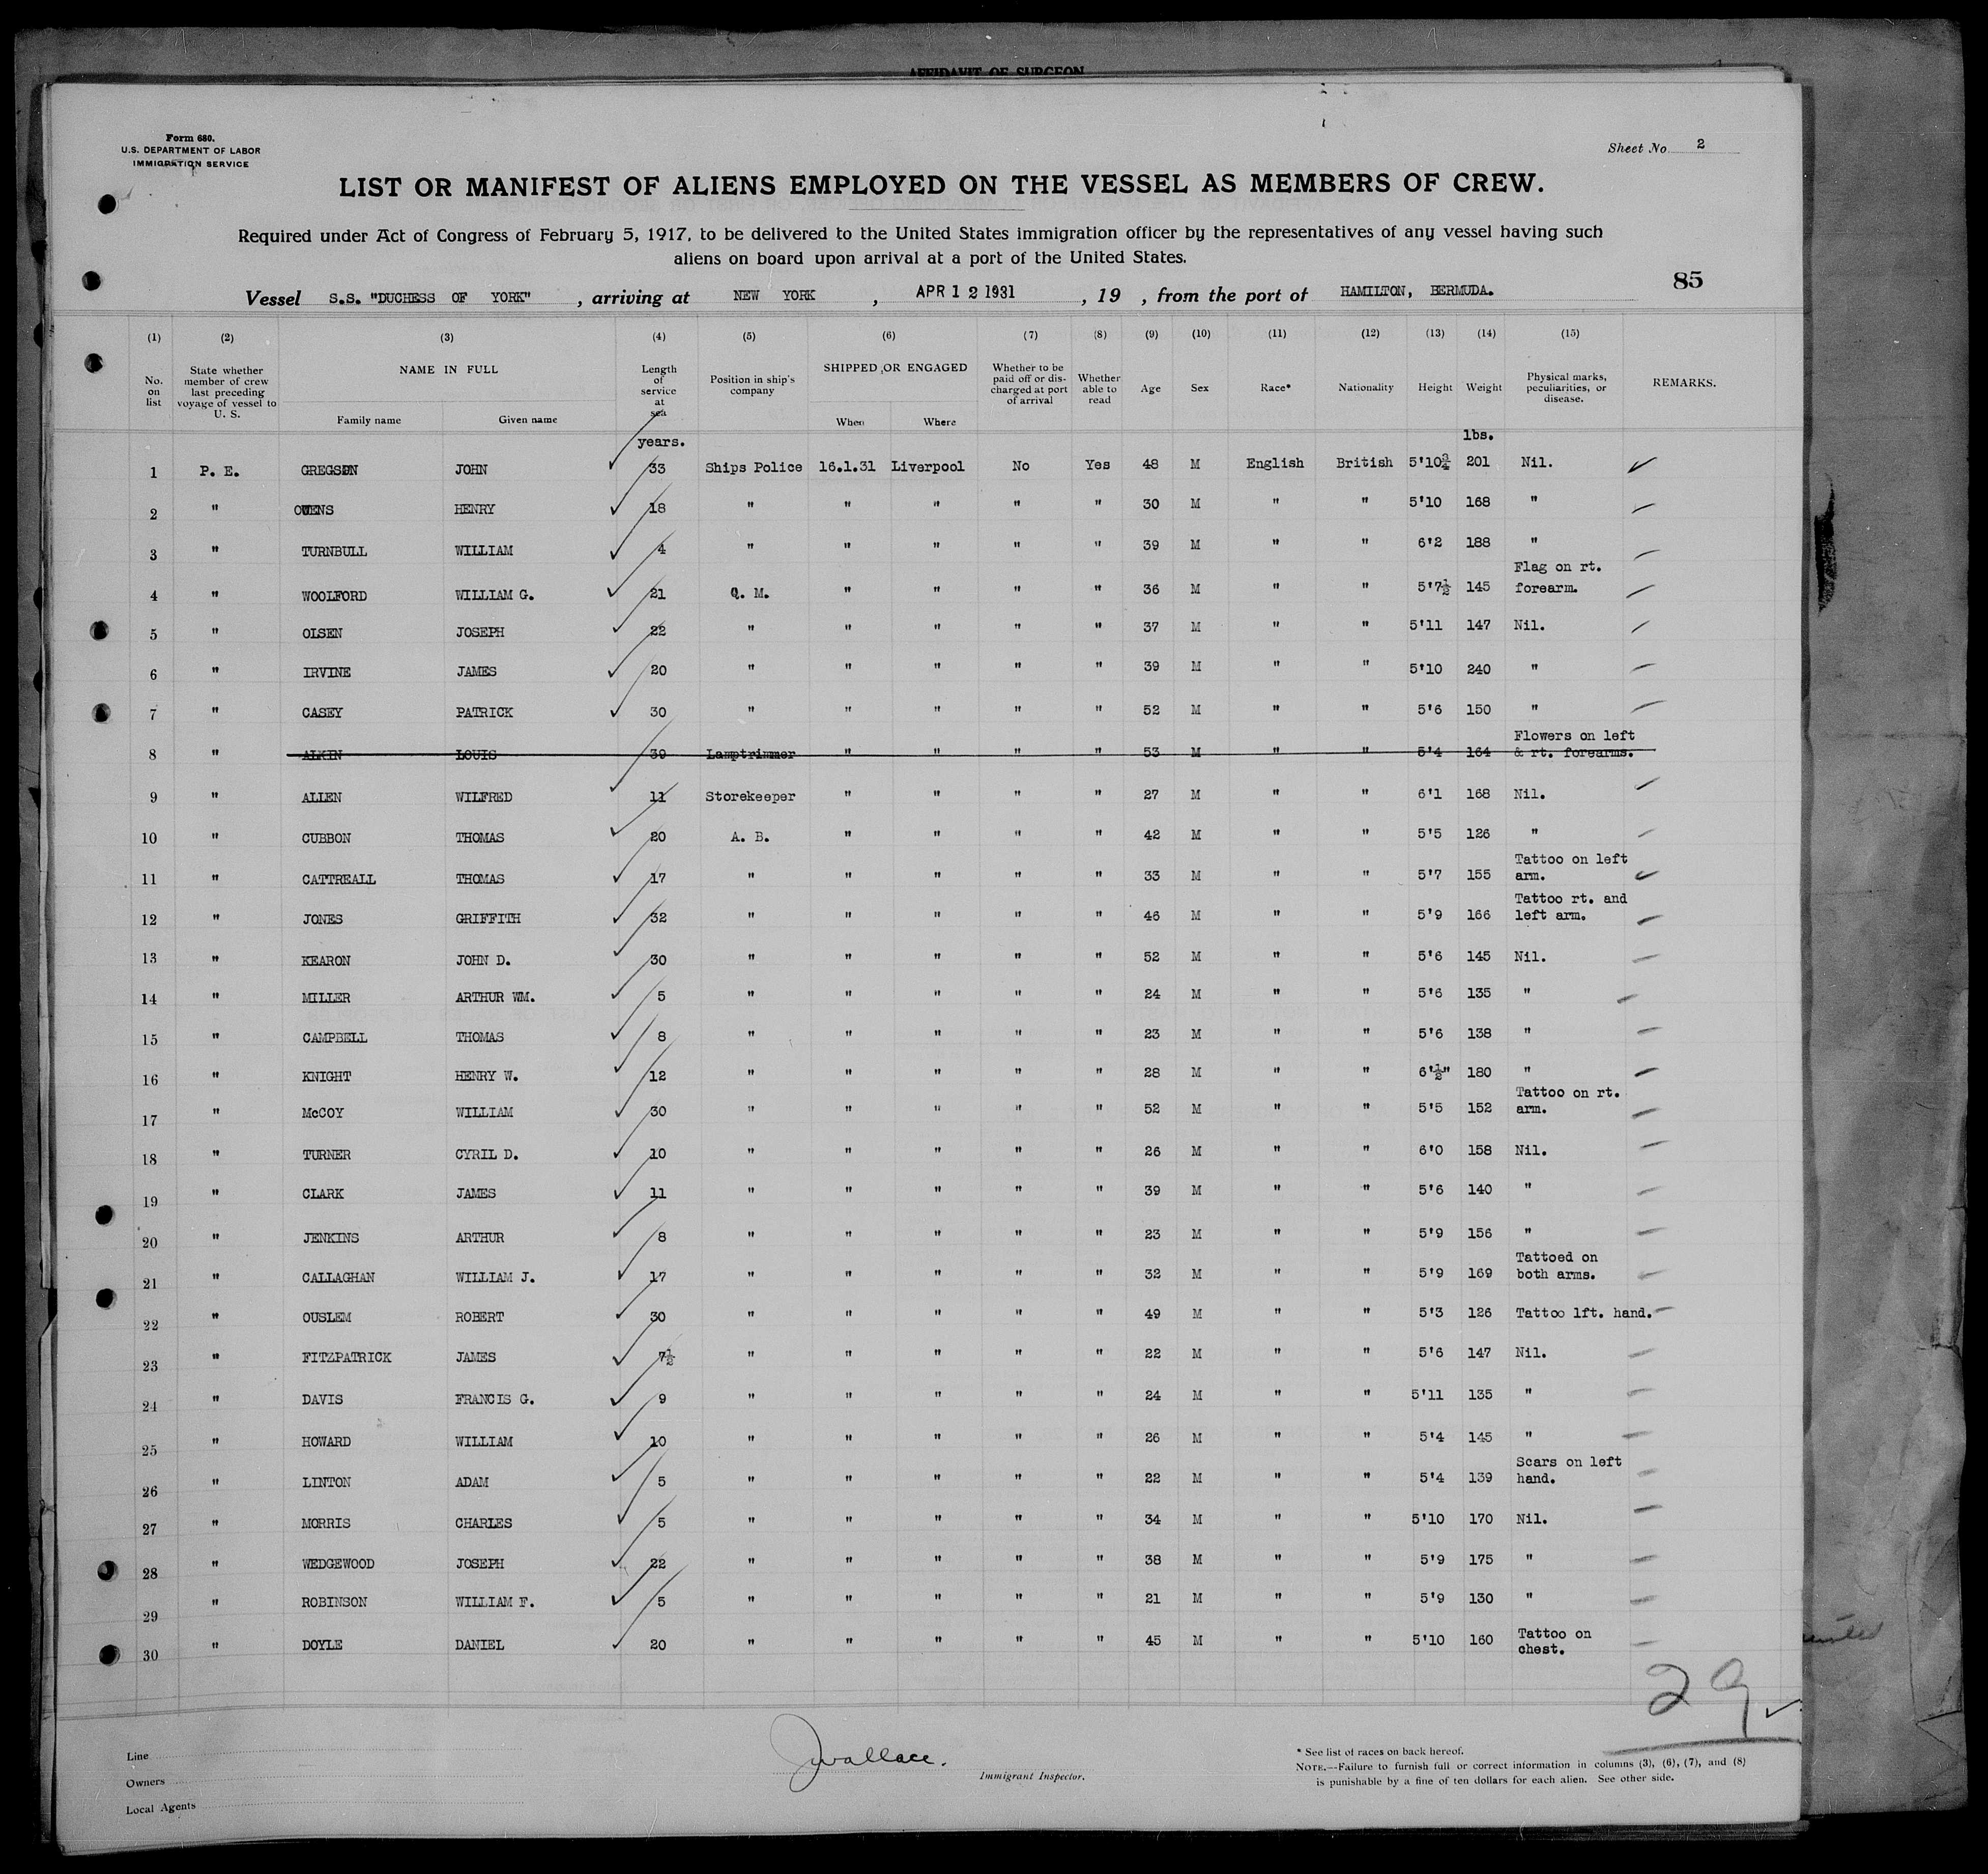 AFFIDAVIT OF SURGEON
Form 680.
U.S. DEPARTMENT OF LABOR
IMMIGRATION SERVICE
Sheet No. 2
LIST OR MANIFEST OF ALIENS EMPLOYED ON THE VESSEL AS MEMBERS OF CREW.
Required under Act of Congress of February 5, 1917, to be delivered to the United States immigration officer by the representatives of any vessel having such
aliens on board upon arrival at a port of the United States.
85
Vessel S.S. "DUCHESS OF YORK", arriving at NEW YORK, APR 12 1931, 19 , from the port of HAMILTON, BERMUDA.
(1) (2) (3) (4) (5) (6) (7) (8) (9) (10) (11) (12) (13) (14) (15)
No. on list State whether member of crew last preceding voyage of vessel to U. S. NAME IN FULL Family name Given name Length of service at sea Position in ship's company SHIPPED OR ENGAGED When Where Whether to be paid off or discharged at port of arrival Whether able to read Age Sex Race* Nationality Height Weight Physical marks, peculiarities, or disease. REMARKS.
years. lbs.
1 P. E. GREGSON JOHN 33 Ships Police 16.1.31 Liverpool No Yes 48 M English British 5'10¾ 201 Nil.
2 " OWENS HENRY 18 " " " " " 30 M " " 5'10 168 "
3 " TURNBULL WILLIAM 4 " " " " " 39 M " " 6'2 188 "
4 " WOOLFORD WILLIAM G. 21 Q. M. " " " " 36 M " " 5'7½ 145 Flag on rt. forearm.
5 " OLSEN JOSEPH 22 " " " " " 37 M " " 5'11 147 Nil.
6 " IRVINE JAMES 20 " " " " " 39 M " " 5'10 240 "
7 " CASEY PATRICK 30 " " " " " 52 M " " 5'6 150 "
8 " ALKIN LOUIS 39 Lamptrimmer " " " " 53 M " " 5'4 164 Flowers on left & rt. forearms.
9 " ALLEN WILFRED 11 Storekeeper " " " " 27 M " " 6'1 168 Nil.
10 " CUBBON THOMAS 20 A. B. " " " " 42 M " " 5'5 126 "
11 " CATTREALL THOMAS 17 " " " " " 33 M " " 5'7 155 Tattoo on left arm.
12 " JONES GRIFFITH 32 " " " " " 46 M " " 5'9 166 Tattoo rt. and left arm.
13 " KEARON JOHN D. 30 " " " " " 52 M " " 5'6 145 Nil.
14 " MILLER ARTHUR WM. 5 " " " " " 24 M " " 5'6 135 "
15 " CAMPBELL THOMAS 8 " " " " " 23 M " " 5'6 138 "
16 " KNIGHT HENRY W. 12 " " " " " 28 M " " 6'½" 180 "
17 " McCOY WILLIAM 30 " " " " " 52 M " " 5'5 152 Tattoo on rt. arm.
18 " TURNER CYRIL D. 10 " " " " " 26 M " " 6'0 158 Nil.
19 " CLARK JAMES 11 " " " " " 39 M " " 5'6 140 "
20 " JENKINS ARTHUR 8 " " " " " 23 M " " 5'9 156 "
21 " CALLAGHAN WILLIAM J. 17 " " " " " 32 M " " 5'9 169 Tattoed on both arms.
22 " OUSLEM ROBERT 30 " " " " " 49 M " " 5'3 126 Tattoo lft. hand.
23 " FITZPATRICK JAMES 7½ " " " " " 22 M " " 5'6 147 Nil.
24 " DAVIS FRANCIS G. 9 " " " " " 24 M " " 5'11 135 "
25 " HOWARD WILLIAM 10 " " " " " 26 M " " 5'4 145 "
26 " LINTON ADAM 5 " " " " " 22 M " " 5'4 139 Scars on left hand.
27 " MORRIS CHARLES 5 " " " " " 34 M " " 5'10 170 Nil.
28 " WEDGEWOOD JOSEPH 22 " " " " " 38 M " " 5'9 175 "
29 " ROBINSON WILLIAM F. 5 " " " " " 21 M " " 5'9 130 "
30 " DOYLE DANIEL 20 " " " " " 45 M " " 5'10 160 Tattoo on chest.
29
Line
Owners
Local Agents
JWallace.
Immigrant Inspector.
* See list of races on back hereof.
NOTE.—Failure to furnish full or correct information in columns (3), (6), (7), and (8)
is punishable by a fine of ten dollars for each alien. See other side.